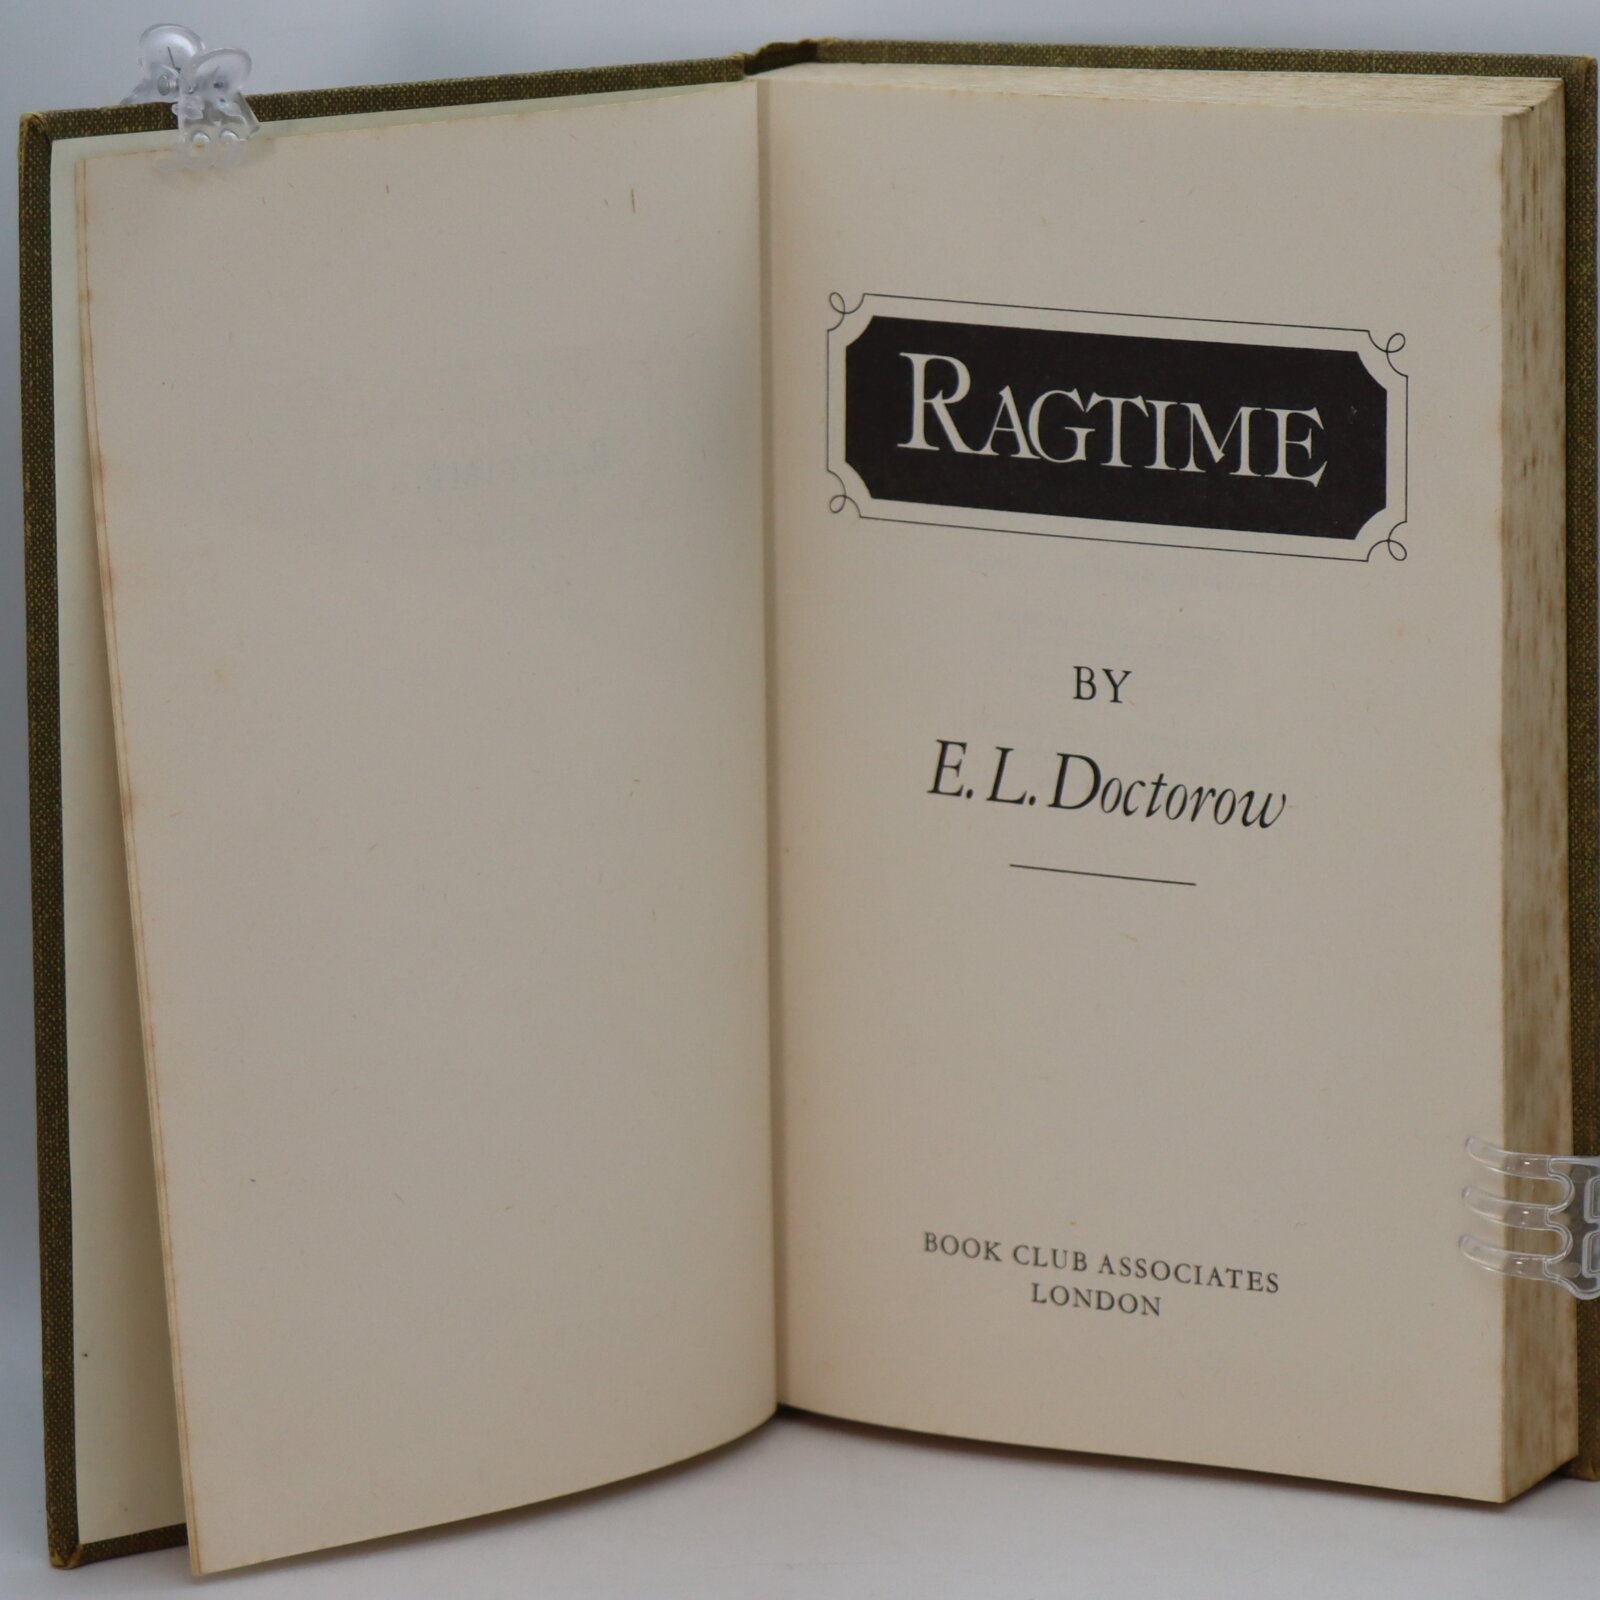 RAGTIME
BY
E. L. Doctorow
BOOK CLUB ASSOCIATES
LONDON